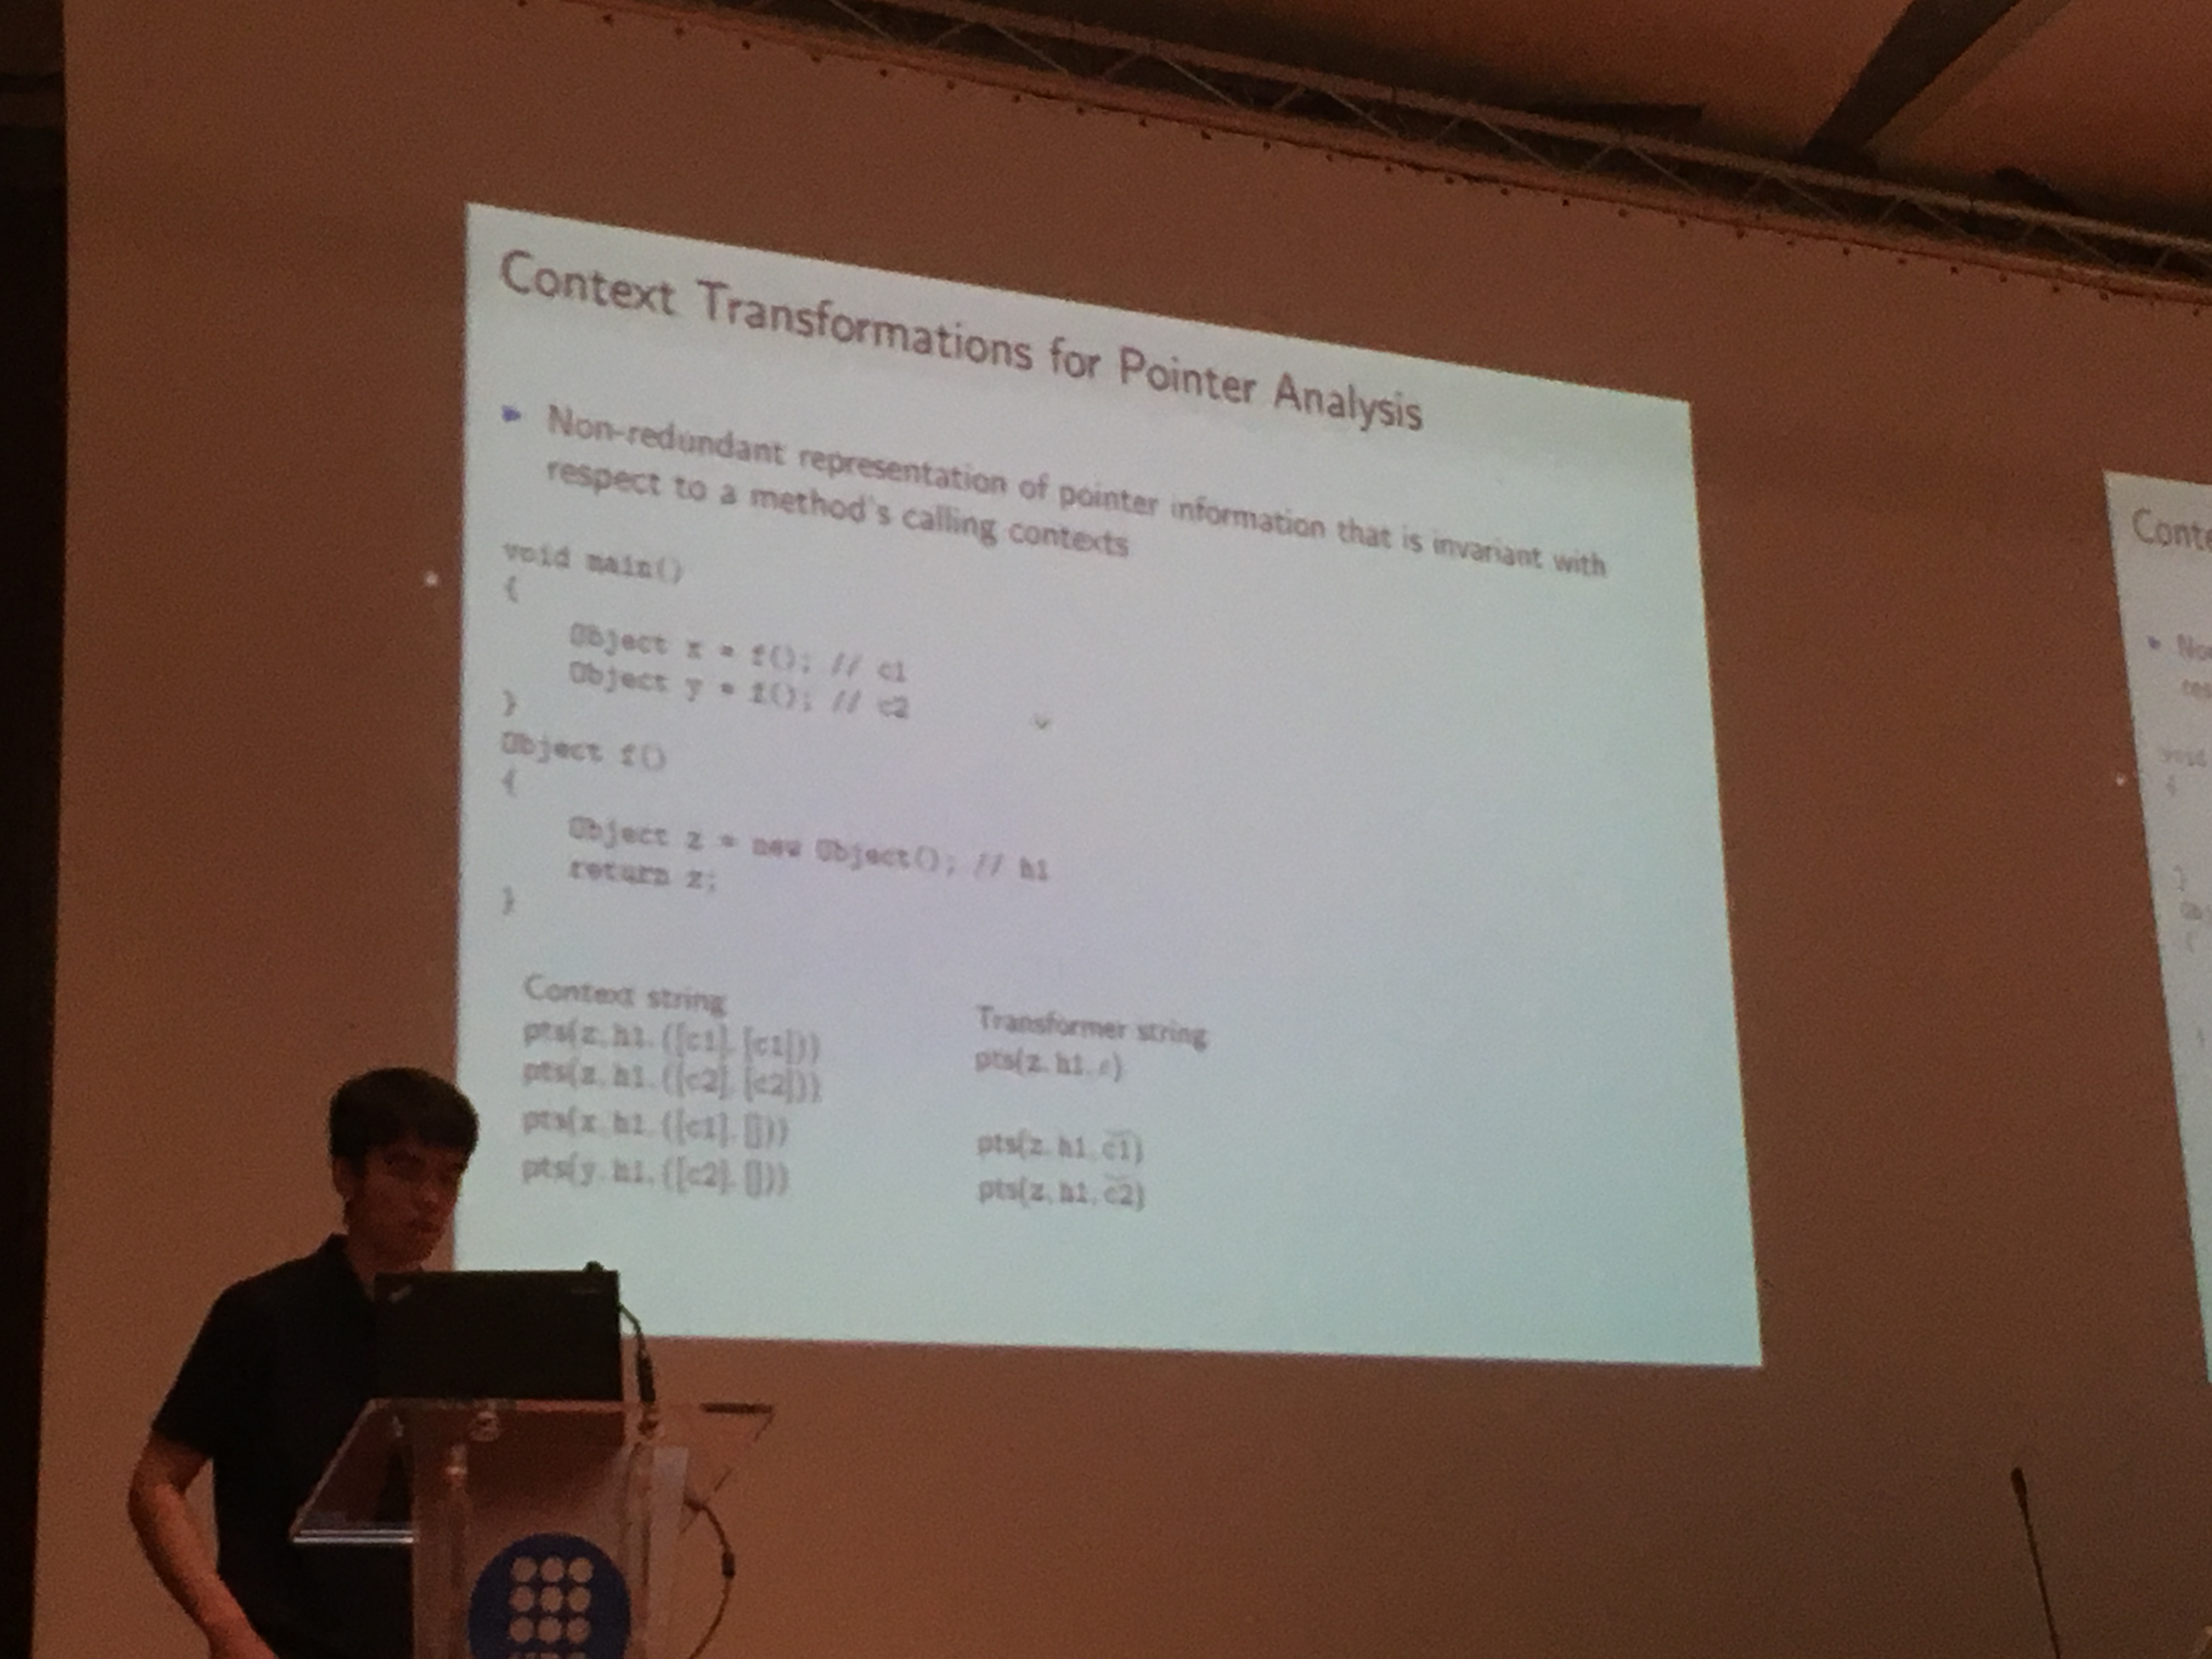 Context Transformations for Pointer Analysis
Non-redundant representation of pointer information that is invariant with
respect to a method's calling contexts
void main()
{
Object x = f(); // c1
Object y = f(); // c2
}
Object f()
{
Object z = new Object(); // h1
return z;
}
Context string
pts(z, h1, ([c1], [c1]))
pts(z, h1, ([c2], [c2]))
pts(x, h1, ([c1], []))
pts(y, h1, ([c2], []))
Transformer string
pts(z, h1, ε)
pts(z, h1, c1̌)
pts(z, h1, c2̌)
Conte
void
{
}
{